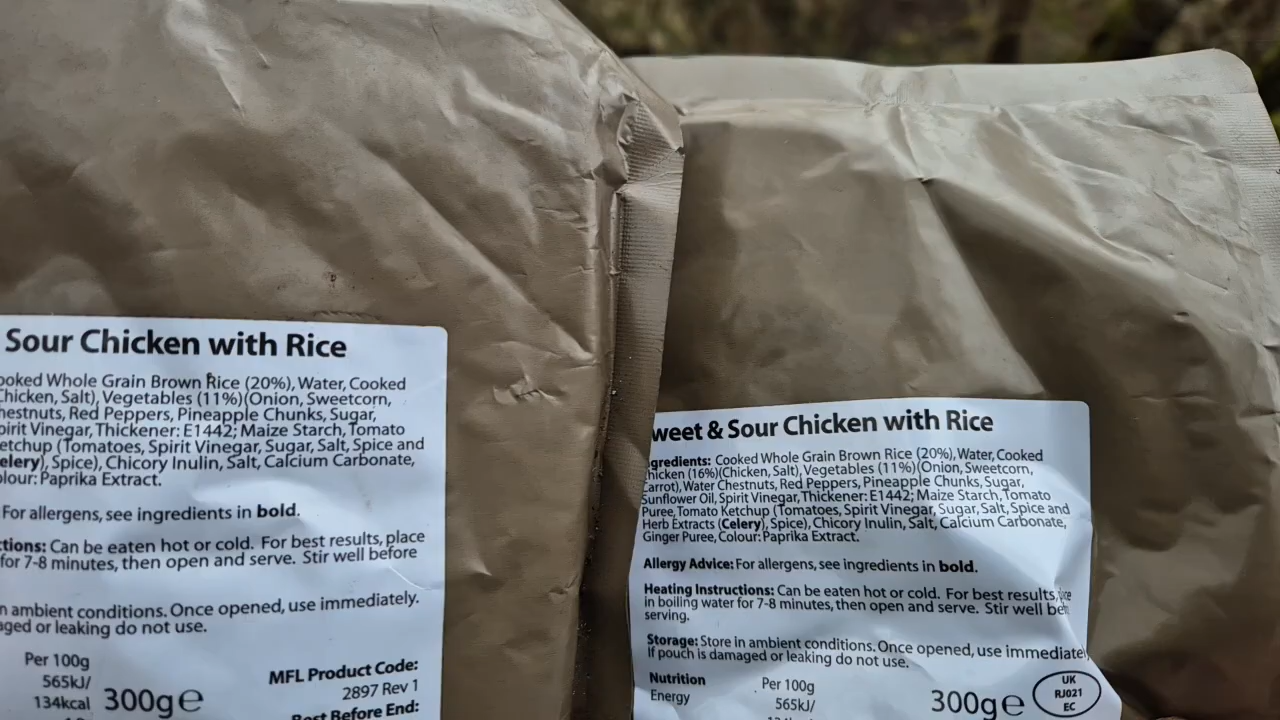 Sour Chicken with Rice
ooked Whole Grain Brown Rice (20%), Water, Cooked
Chicken, Salt), Vegetables (11%)(Onion, Sweetcorn,
hestnuts, Red Peppers, Pineapple Chunks, Sugar,
pirit Vinegar, Thickener: E1442; Maize Starch, Tomato
etchup (Tomatoes, Spirit Vinegar, Sugar, Salt, Spice and
elery), Spice), Chicory Inulin, Salt, Calcium Carbonate,
lour: Paprika Extract.
For allergens, see ingredients in bold.
tions: Can be eaten hot or cold. For best results, place
for 7-8 minutes, then open and serve. Stir well before
n ambient conditions. Once opened, use immediately.
aged or leaking do not use.
Per 100g
565kJ/
134kcal
300g℮
MFL Product Code:
2897 Rev 1
Best Before End:
weet & Sour Chicken with Rice
gredients: Cooked Whole Grain Brown Rice (20%), Water, Cooked
hicken (16%)(Chicken, Salt), Vegetables (11%)(Onion, Sweetcorn,
Carrot), Water Chestnuts, Red Peppers, Pineapple Chunks, Sugar,
Sunflower Oil, Spirit Vinegar, Thickener: E1442; Maize Starch, Tomato
Puree, Tomato Ketchup (Tomatoes, Spirit Vinegar, Sugar, Salt, Spice and
Herb Extracts (Celery), Spice), Chicory Inulin, Salt, Calcium Carbonate,
Ginger Puree, Colour: Paprika Extract.
Allergy Advice: For allergens, see ingredients in bold.
Heating Instructions: Can be eaten hot or cold. For best results,
in boiling water for 7-8 minutes, then open and serve. Stir well be
serving.
Storage: Store in ambient conditions. Once opened, use immediatel
If pouch is damaged or leaking do not use.
Nutrition
Energy
Per 100g
565kJ/
300g℮
UK
RJ021
EC